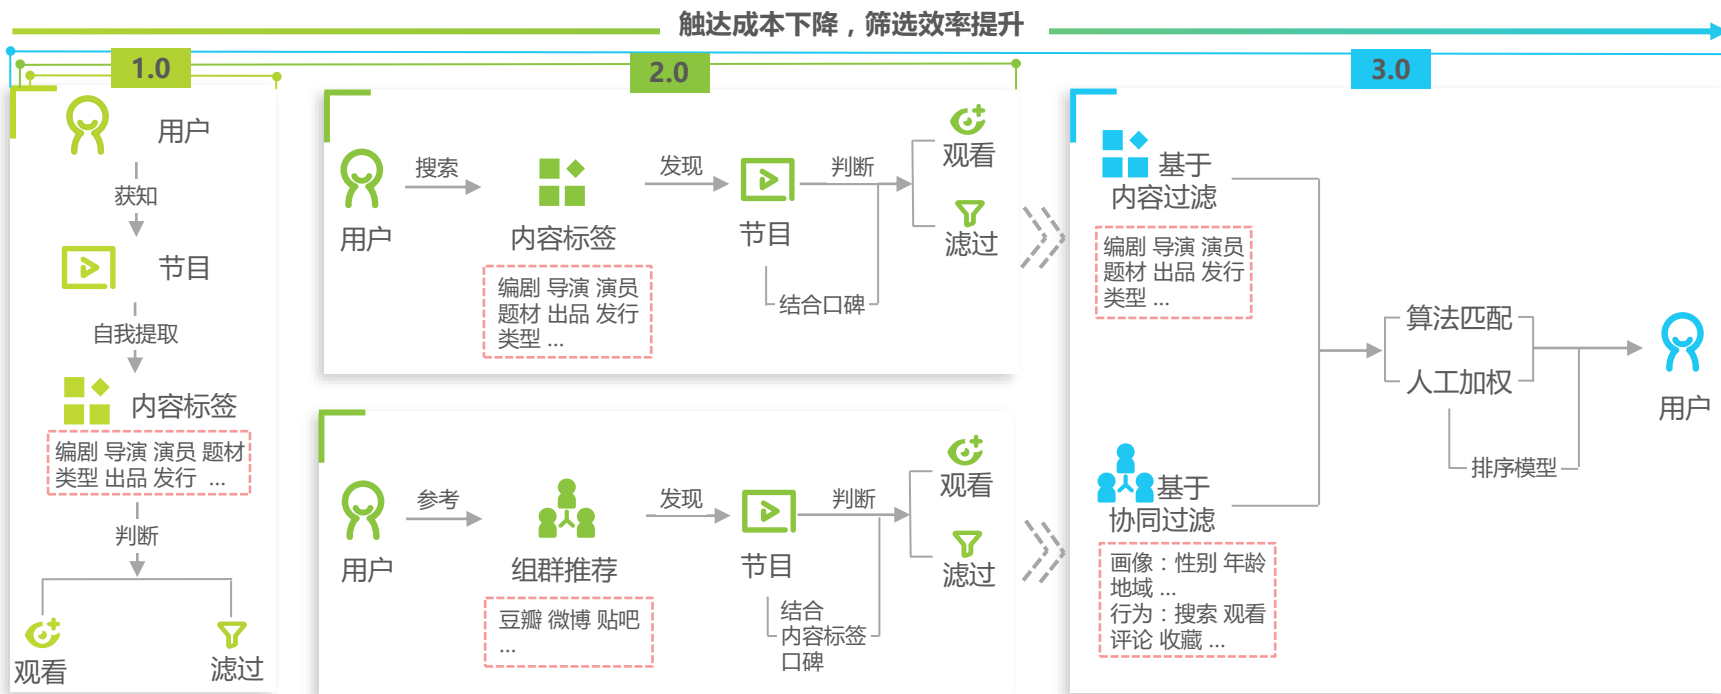 触达成本下降，筛选效率提升
1.0
用户
获知
节目
自我提取
内容标签
编剧 导演 演员 题材
类型 出品 发行 ...
判断
观看
滤过
2.0
用户
搜索
内容标签
编剧 导演 演员
题材 出品 发行
类型 ...
发现
节目
判断
结合口碑
观看
滤过
用户
参考
组群推荐
豆瓣 微博 贴吧
...
发现
节目
判断
结合
内容标签
口碑
观看
滤过
3.0
基于
内容过滤
编剧 导演 演员
题材 出品 发行
类型 ...
基于
协同过滤
画像：性别 年龄
地域 ...
行为：搜索 观看
评论 收藏 ...
算法匹配
人工加权
排序模型
用户